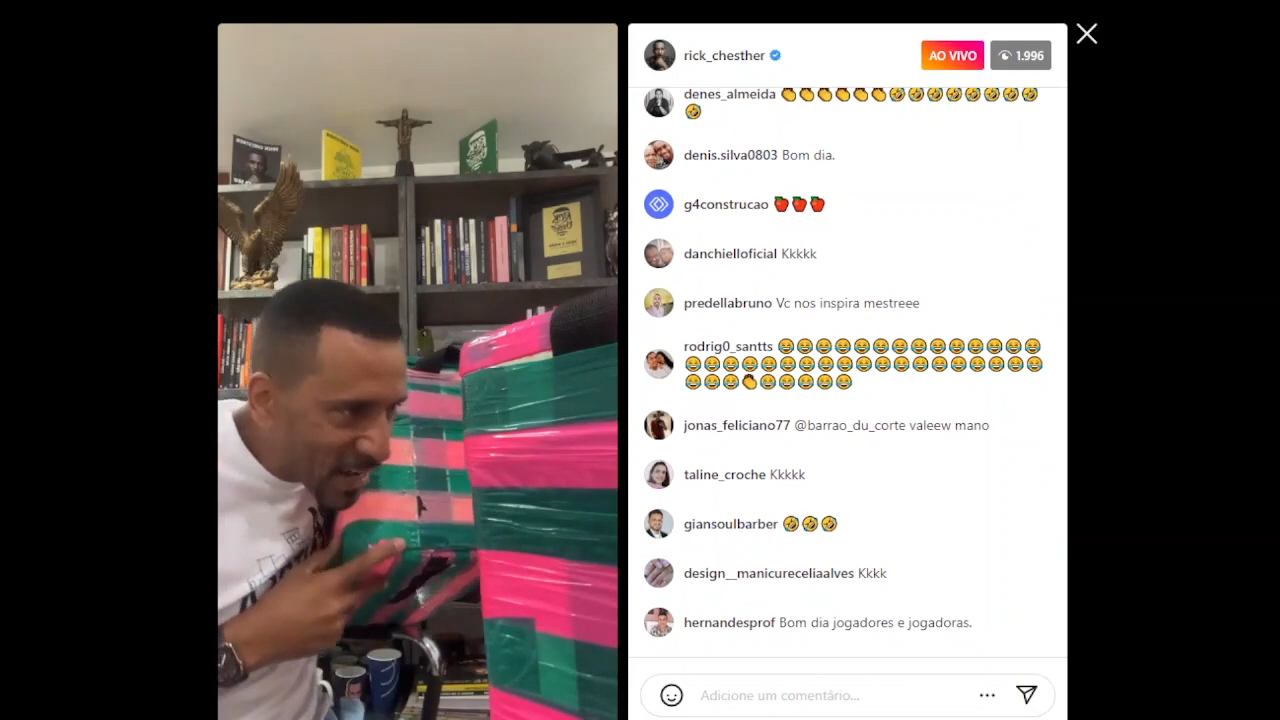 rick_chesther
AO VIVO
1.996
denes_almeida 👏👏👏👏👏👏🤣🤣🤣🤣🤣🤣🤣🤣
🤣
denis.silva0803 Bom dia.
g4construcao 🍎🍎🍎
danchielloficial Kkkkk
predellabruno Vc nos inspira mestreee
rodrig0_santts 😂😂😂😂😂😂😂😂😂😂😂😂😂😂
😂😂😂😂😂😂😂😂😂😂😂😂😂😂😂😂😂😂😂
😂😂😂👏😂😂😂😂😂
jonas_feliciano77 @barrao_du_corte valeew mano
taline_croche Kkkkk
giansoulbarber 🤣🤣🤣
design__manicureceliaalves Kkkk
hernandesprof Bom dia jogadores e jogadoras.
Adicione um comentário...